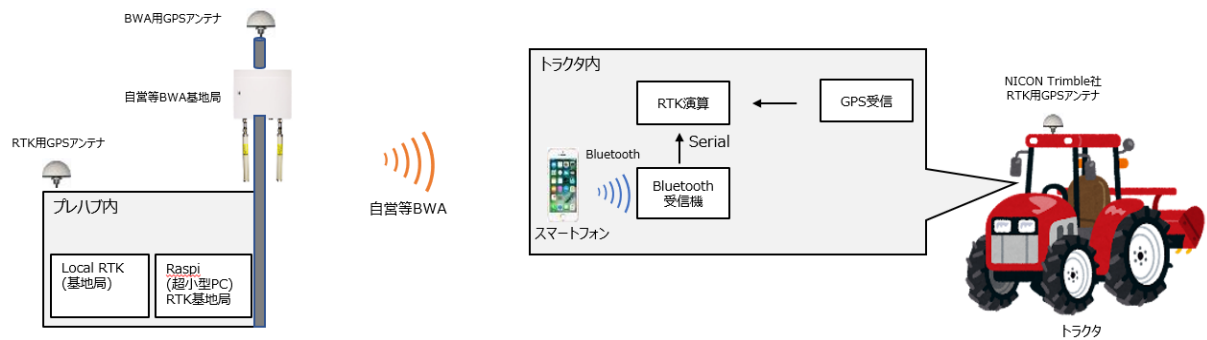 BWA用GPSアンテナ
自営等BWA基地局
RTK用GPSアンテナ
プレハブ内
Local RTK
(基地局)
Raspi
(超小型PC)
RTK基地局
自営等BWA
トラクタ内
RTK演算
GPS受信
Serial
Bluetooth
Bluetooth
受信機
スマートフォン
NICON Trimble社
RTK用GPSアンテナ
トラクタ